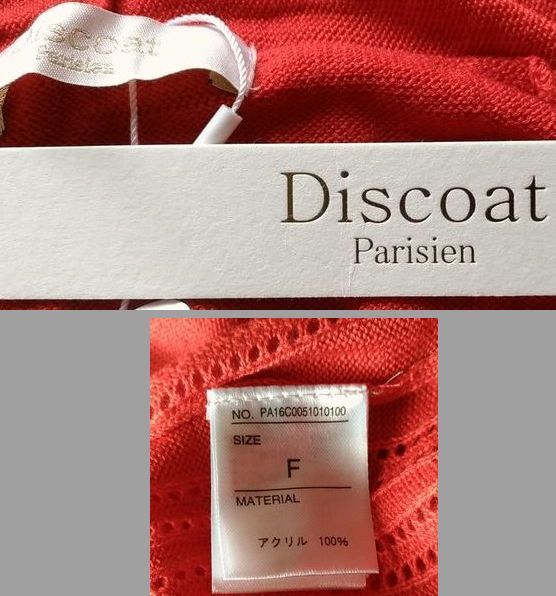 Discoat
Parisien
Discoat
Parisien
NO. PA16C0051010100
SIZE
F
MATERIAL
アクリル 100%